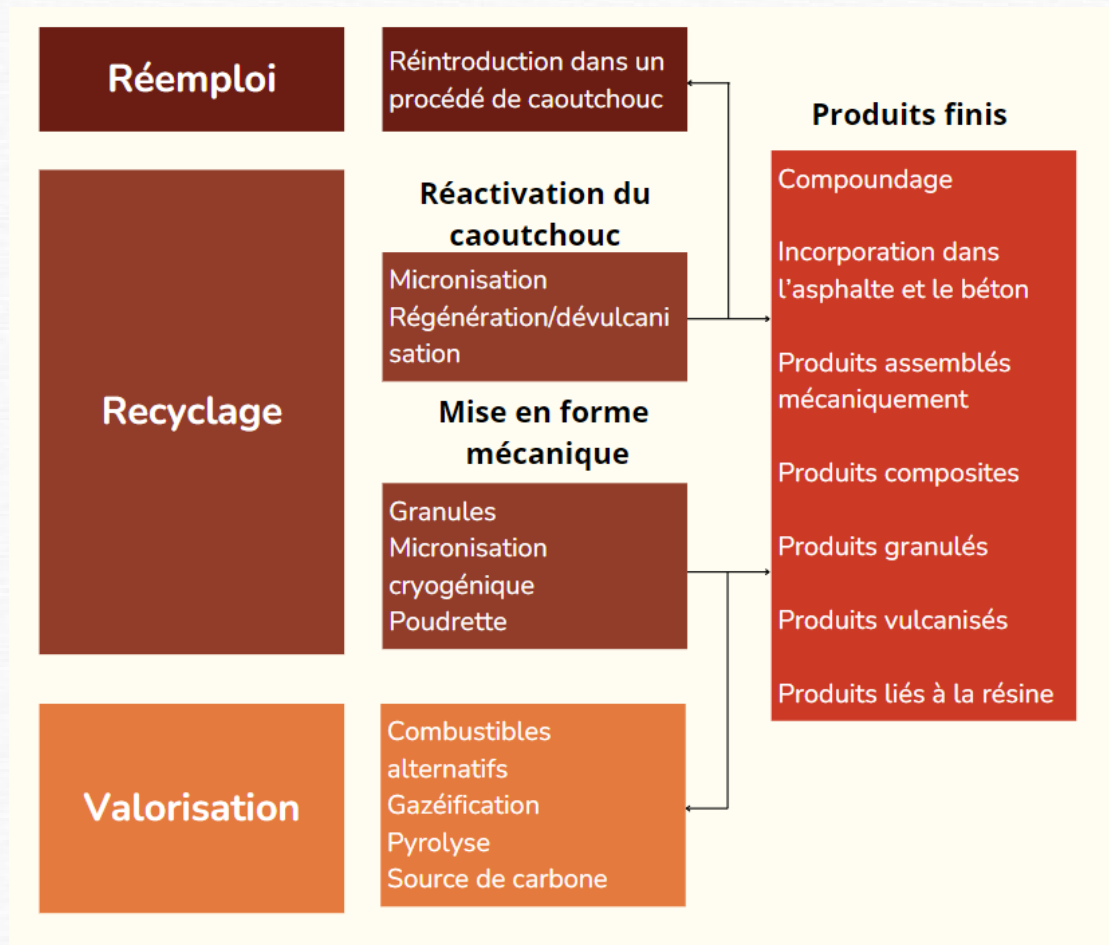 Réemploi
Réintroduction dans un
procédé de caoutchouc
Recyclage
Réactivation du
caoutchouc
Micronisation
Régénération/dévulcani
sation
Mise en forme
mécanique
Granules
Micronisation
cryogénique
Poudrette
Valorisation
Combustibles
alternatifs
Gazéification
Pyrolyse
Source de carbone
Produits finis
Compoundage
Incorporation dans
l'asphalte et le béton
Produits assemblés
mécaniquement
Produits composites
Produits granulés
Produits vulcanisés
Produits liés à la résine